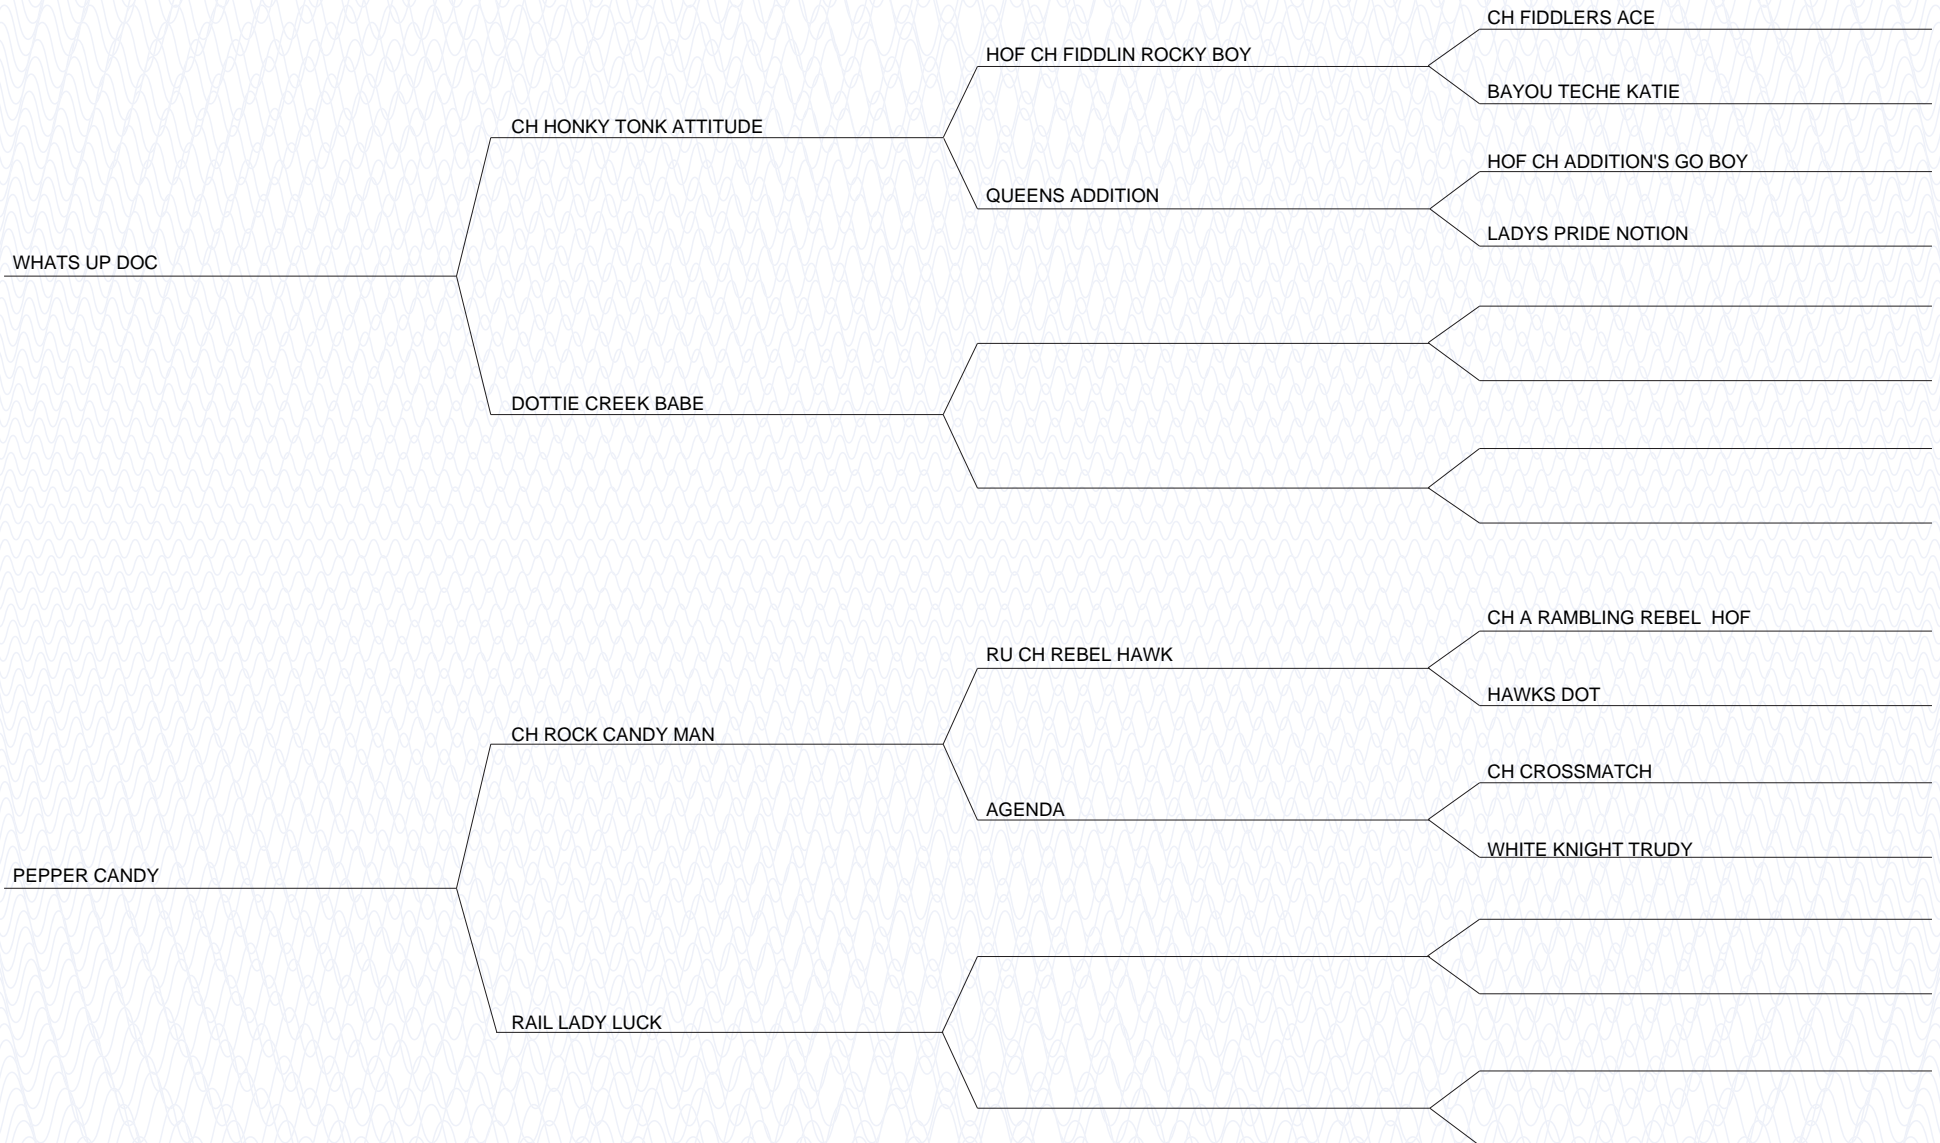 CH FIDDLERS ACE
HOF CH FIDDLIN ROCKY BOY
BAYOU TECHE KATIE
CH HONKY TONK ATTITUDE
HOF CH ADDITION'S GO BOY
QUEENS ADDITION
LADYS PRIDE NOTION
WHATS UP DOC
DOTTIE CREEK BABE
CH A RAMBLING REBEL  HOF
RU CH REBEL HAWK
HAWKS DOT
CH ROCK CANDY MAN
CH CROSSMATCH
AGENDA
WHITE KNIGHT TRUDY
PEPPER CANDY
RAIL LADY LUCK